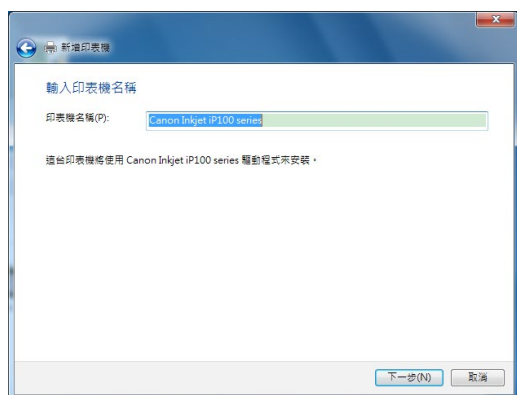 新增印表機
輸入印表機名稱
印表機名稱(P): Canon Inkjet iP100 series
這台印表機將使用 Canon Inkjet iP100 series 驅動程式來安裝。
下一步(N) 取消